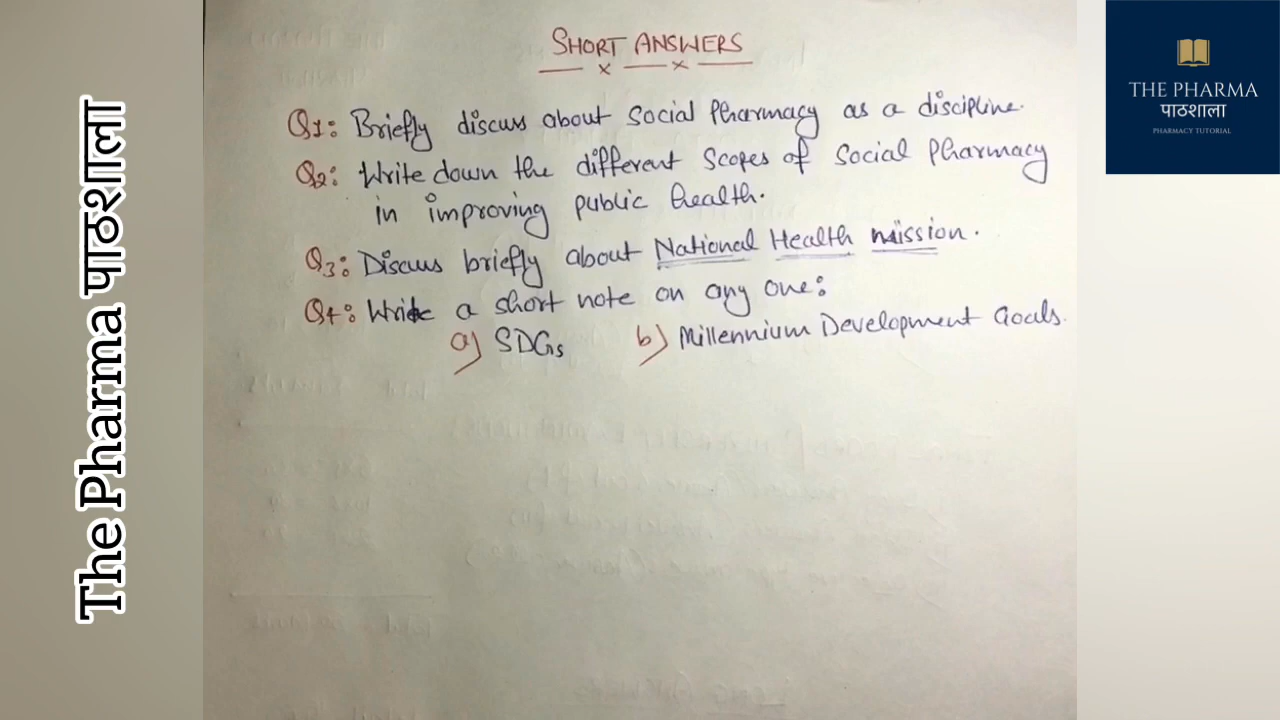 The Pharma पाठशाला
THE PHARMA
पाठशाला
PHARMACY TUTORIAL
SHORT ANSWERS
Q1: Briefly discuss about Social Pharmacy as a discipline.
Q2: Write down the different Scopes of Social Pharmacy
in improving public health.
Q3: Discuss briefly about National Health mission.
Q4: Write a short note on any one:
a) SDGs b) Millennium Development Goals.